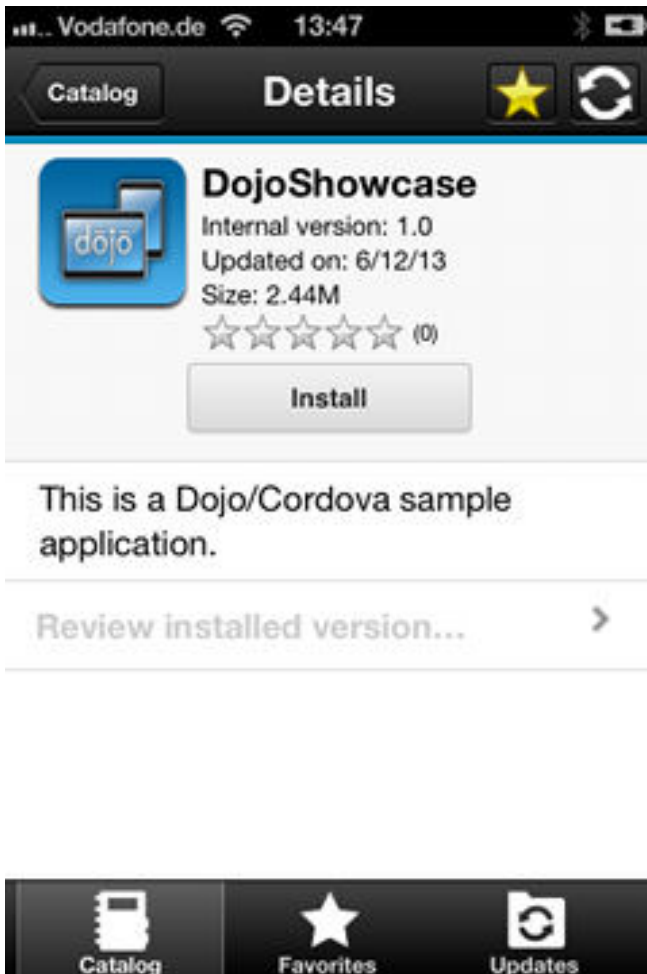 Vodafone.de 13:47
Catalog Details
dōjō
DojoShowcase
Internal version: 1.0
Updated on: 6/12/13
Size: 2.44M
(0)
Install
This is a Dojo/Cordova sample
application.
Review installed version...
Catalog Favorites Updates